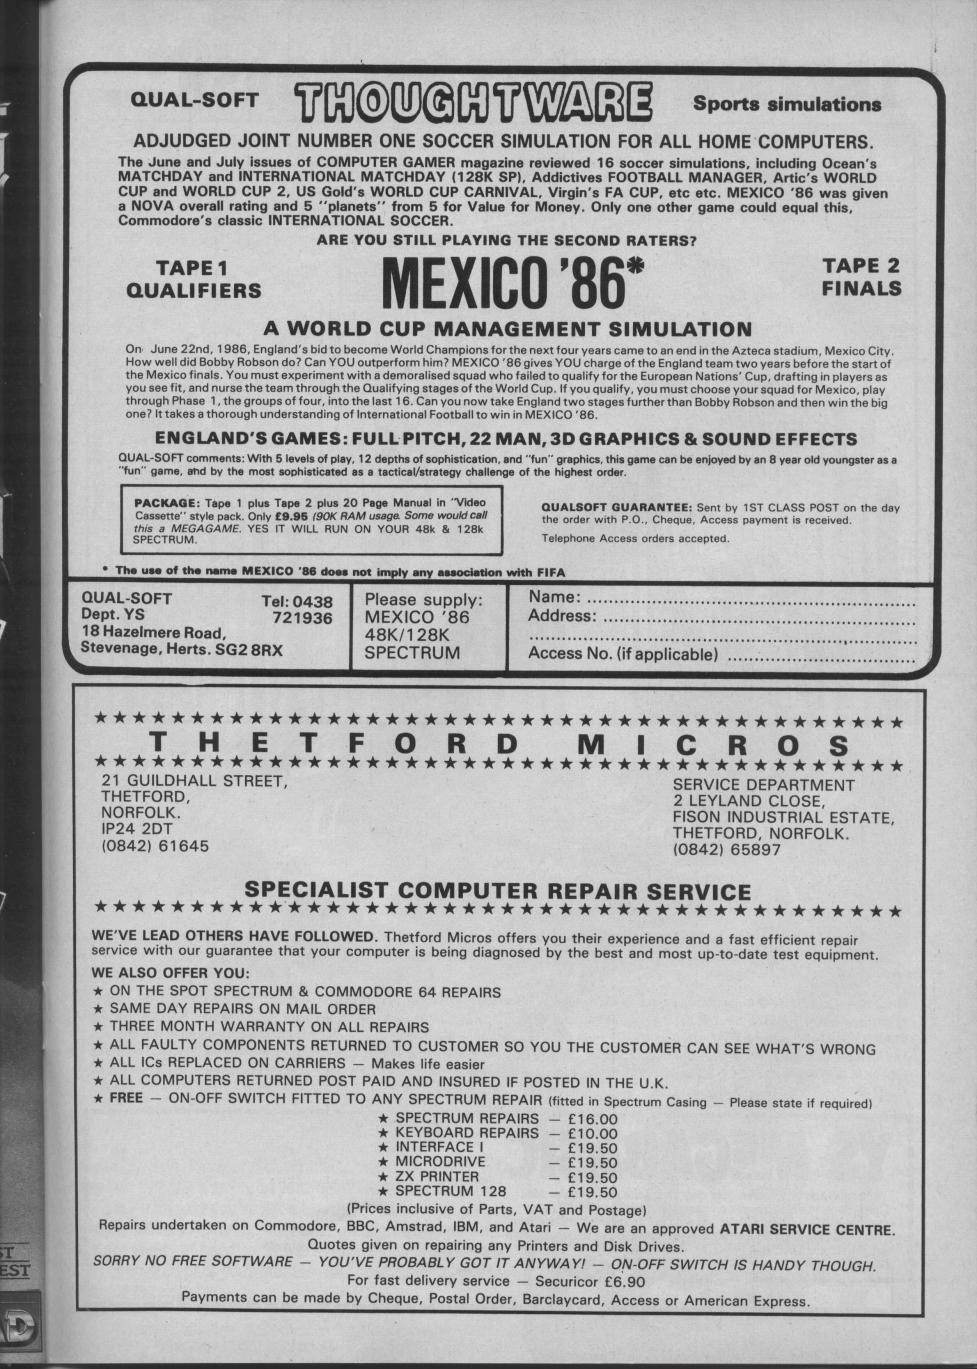 QUAL-SOFT THOUGHTWARE Sports simulations
ADJUDGED JOINT NUMBER ONE SOCCER SIMULATION FOR ALL HOME COMPUTERS.
The June and July issues of COMPUTER GAMER magazine reviewed 16 soccer simulations, including Ocean's
MATCHDAY and INTERNATIONAL MATCHDAY (128K SP), Addictives FOOTBALL MANAGER, Artic's WORLD
CUP and WORLD CUP 2, US Gold's WORLD CUP CARNIVAL, Virgin's FA CUP, etc etc. MEXICO '86 was given
a NOVA overall rating and 5 "planets" from 5 for Value for Money. Only one other game could equal this,
Commodore's classic INTERNATIONAL SOCCER.
ARE YOU STILL PLAYING THE SECOND RATERS?
TAPE 1
QUALIFIERS
MEXICO '86*
TAPE 2
FINALS
A WORLD CUP MANAGEMENT SIMULATION
On June 22nd, 1986, England's bid to become World Champions for the next four years came to an end in the Azteca stadium, Mexico City.
How well did Bobby Robson do? Can YOU outperform him? MEXICO '86 gives YOU charge of the England team two years before the start of
the Mexico finals. You must experiment with a demoralised squad who failed to qualify for the European Nations' Cup, drafting in players as
you see fit, and nurse the team through the Qualifying stages of the World Cup. If you qualify, you must choose your squad for Mexico, play
through Phase 1, the groups of four, into the last 16. Can you now take England two stages further than Bobby Robson and then win the big
one? It takes a thorough understanding of International Football to win in MEXICO '86.
ENGLAND'S GAMES: FULL PITCH, 22 MAN, 3D GRAPHICS & SOUND EFFECTS
QUAL-SOFT comments: With 5 levels of play, 12 depths of sophistication, and "fun" graphics, this game can be enjoyed by an 8 year old youngster as a
"fun" game, and by the most sophisticated as a tactical/strategy challenge of the highest order.
PACKAGE: Tape 1 plus Tape 2 plus 20 Page Manual in "Video
Cassette" style pack. Only £9.95 (90K RAM usage. Some would call
this a MEGAGAME. YES IT WILL RUN ON YOUR 48k & 128k
SPECTRUM.
QUALSOFT GUARANTEE: Sent by 1ST CLASS POST on the day
the order with P.O., Cheque, Access payment is received.
Telephone Access orders accepted.
* The use of the name MEXICO '86 does not imply any association with FIFA
QUAL-SOFT Tel: 0438
Dept. YS 721936
18 Hazelmere Road,
Stevenage, Herts. SG2 8RX
Please supply:
MEXICO '86
48K/128K
SPECTRUM
Name: ..........
Address: ..........
..........
Access No. (if applicable) ..........
THETFORD MICROS
21 GUILDHALL STREET,
THETFORD,
NORFOLK.
IP24 2DT
(0842) 61645
SERVICE DEPARTMENT
2 LEYLAND CLOSE,
FISON INDUSTRIAL ESTATE,
THETFORD, NORFOLK.
(0842) 65897
SPECIALIST COMPUTER REPAIR SERVICE
WE'VE LEAD OTHERS HAVE FOLLOWED. Thetford Micros offers you their experience and a fast efficient repair
service with our guarantee that your computer is being diagnosed by the best and most up-to-date test equipment.
WE ALSO OFFER YOU:
★ ON THE SPOT SPECTRUM & COMMODORE 64 REPAIRS
★ SAME DAY REPAIRS ON MAIL ORDER
★ THREE MONTH WARRANTY ON ALL REPAIRS
★ ALL FAULTY COMPONENTS RETURNED TO CUSTOMER SO YOU THE CUSTOMER CAN SEE WHAT'S WRONG
★ ALL ICs REPLACED ON CARRIERS — Makes life easier
★ ALL COMPUTERS RETURNED POST PAID AND INSURED IF POSTED IN THE U.K.
★ FREE — ON-OFF SWITCH FITTED TO ANY SPECTRUM REPAIR (fitted in Spectrum Casing — Please state if required)
★ SPECTRUM REPAIRS — £16.00
★ KEYBOARD REPAIRS — £10.00
★ INTERFACE I — £19.50
★ MICRODRIVE — £19.50
★ ZX PRINTER — £19.50
★ SPECTRUM 128 — £19.50
(Prices inclusive of Parts, VAT and Postage)
Repairs undertaken on Commodore, BBC, Amstrad, IBM, and Atari — We are an approved ATARI SERVICE CENTRE.
Quotes given on repairing any Printers and Disk Drives.
SORRY NO FREE SOFTWARE — YOU'VE PROBABLY GOT IT ANYWAY! — ON-OFF SWITCH IS HANDY THOUGH.
For fast delivery service — Securicor £6.90
Payments can be made by Cheque, Postal Order, Barclaycard, Access or American Express.